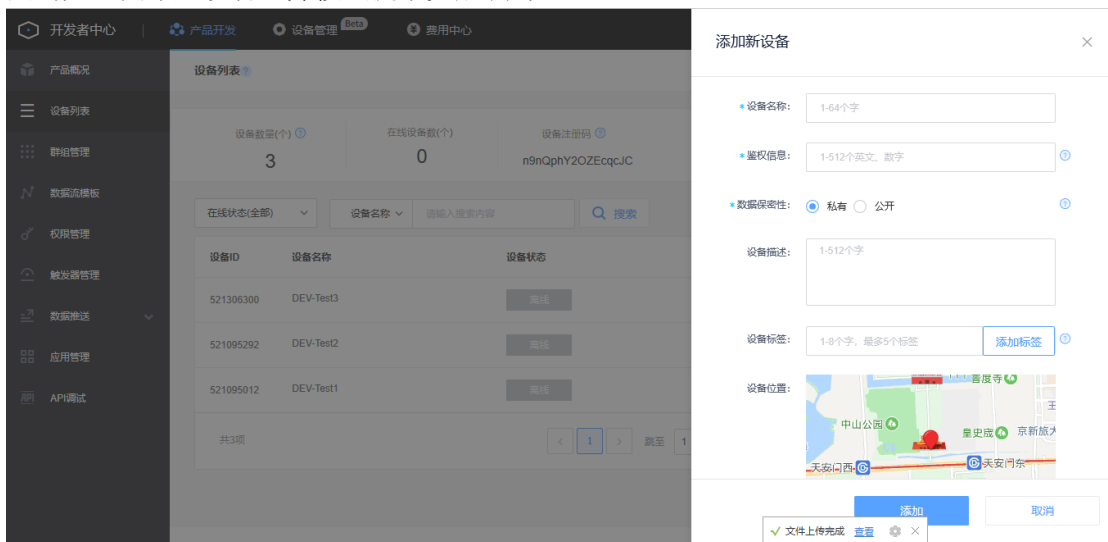 开发者中心
产品开发
设备管理 Beta
费用中心
产品概况
设备列表
群组管理
数据流模板
权限管理
触发器管理
数据推送
应用管理
API API调试
设备列表
设备数量(个) 在线设备数(个) 设备注册码
3 0 n9nQphY2OZEcqcJC
在线状态(全部) 设备名称 请输入搜索内容 搜索
设备ID 设备名称 设备状态
521306300 DEV-Test3 离线
521095292 DEV-Test2 离线
521095012 DEV-Test1 离线
共3项 < 1 > 跳至 1
添加新设备
* 设备名称: 1-64个字
* 鉴权信息: 1-512个英文、数字
* 数据保密性: 私有 公开
设备描述: 1-512个字
设备标签: 1-8个字，最多5个标签 添加标签
设备位置:
普度寺
中山公园
皇史宬 京新旅大
天安门西 天安门东
添加 取消
文件上传完成 查看